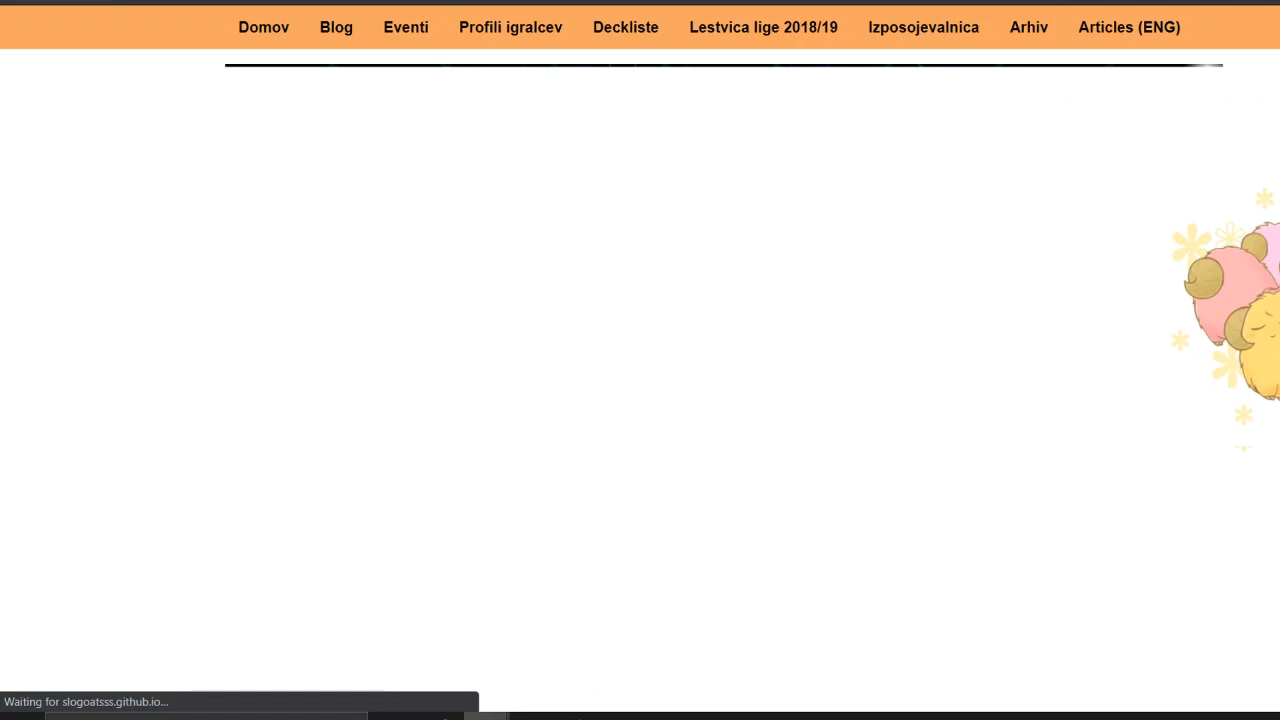 Domov Blog Eventi Profili igralcev Deckliste Lestvica lige 2018/19 Izposojevalnica Arhiv Articles (ENG)
Waiting for slogoatsss.github.io...